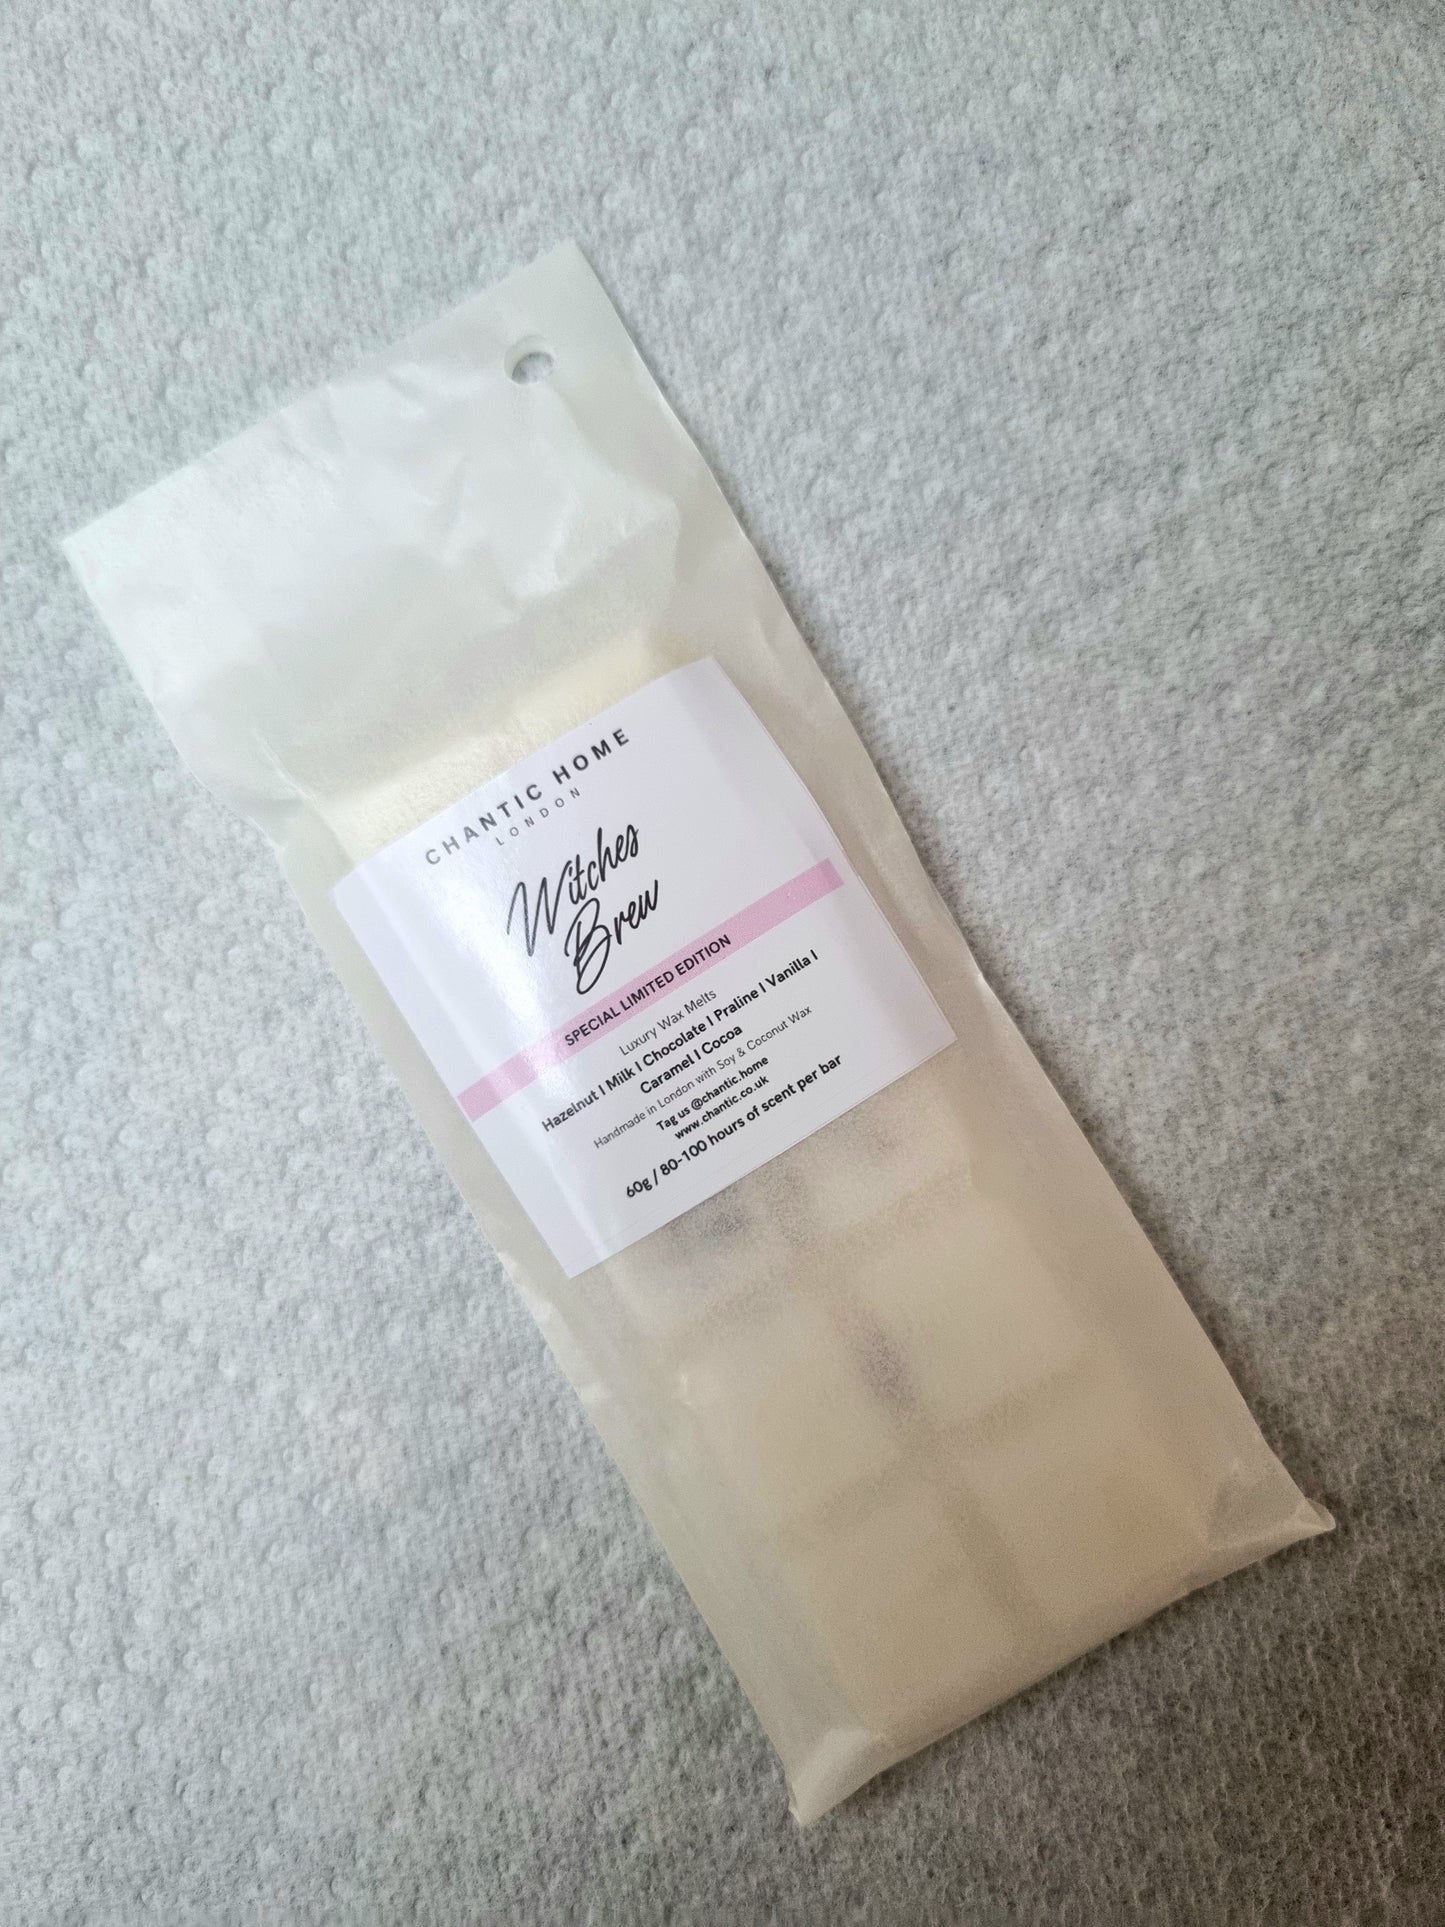 CHANTIC HOME
LONDON
Witches
Brew
SPECIAL LIMITED EDITION
Luxury Wax Melts
Hazelnut | Milk | Chocolate | Praline | Vanilla |
Caramel | Cocoa
Handmade in London with Soy & Coconut Wax
Tag us @chantic.home
www.chantic.co.uk
60g / 80-100 hours of scent per bar